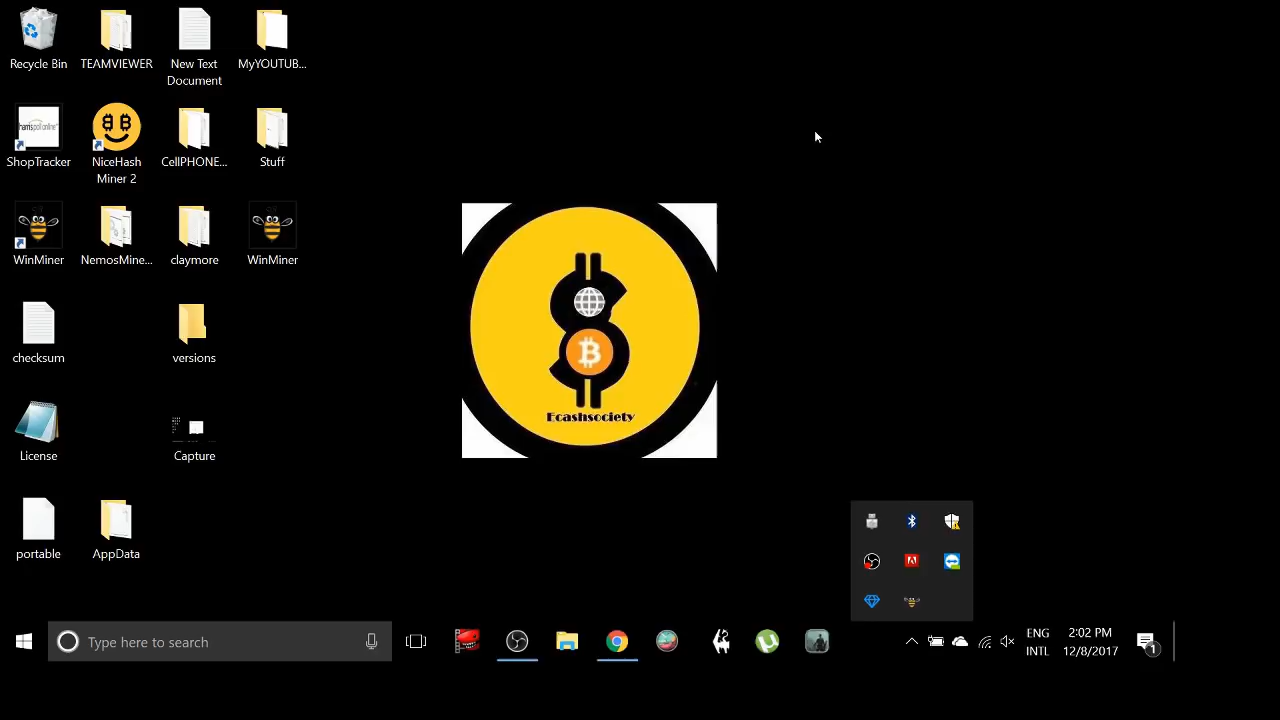 Recycle Bin
TEAMVIEWER
New Text
Document
MyYOUTUB...
ShopTracker
NiceHash
Miner 2
CellPHONE...
Stuff
WinMiner
NemosMine...
claymore
WinMiner
checksum
versions
License
Capture
portable
AppData
Ecashsociety
Type here to search
ENG
INTL
2:02 PM
12/8/2017
1